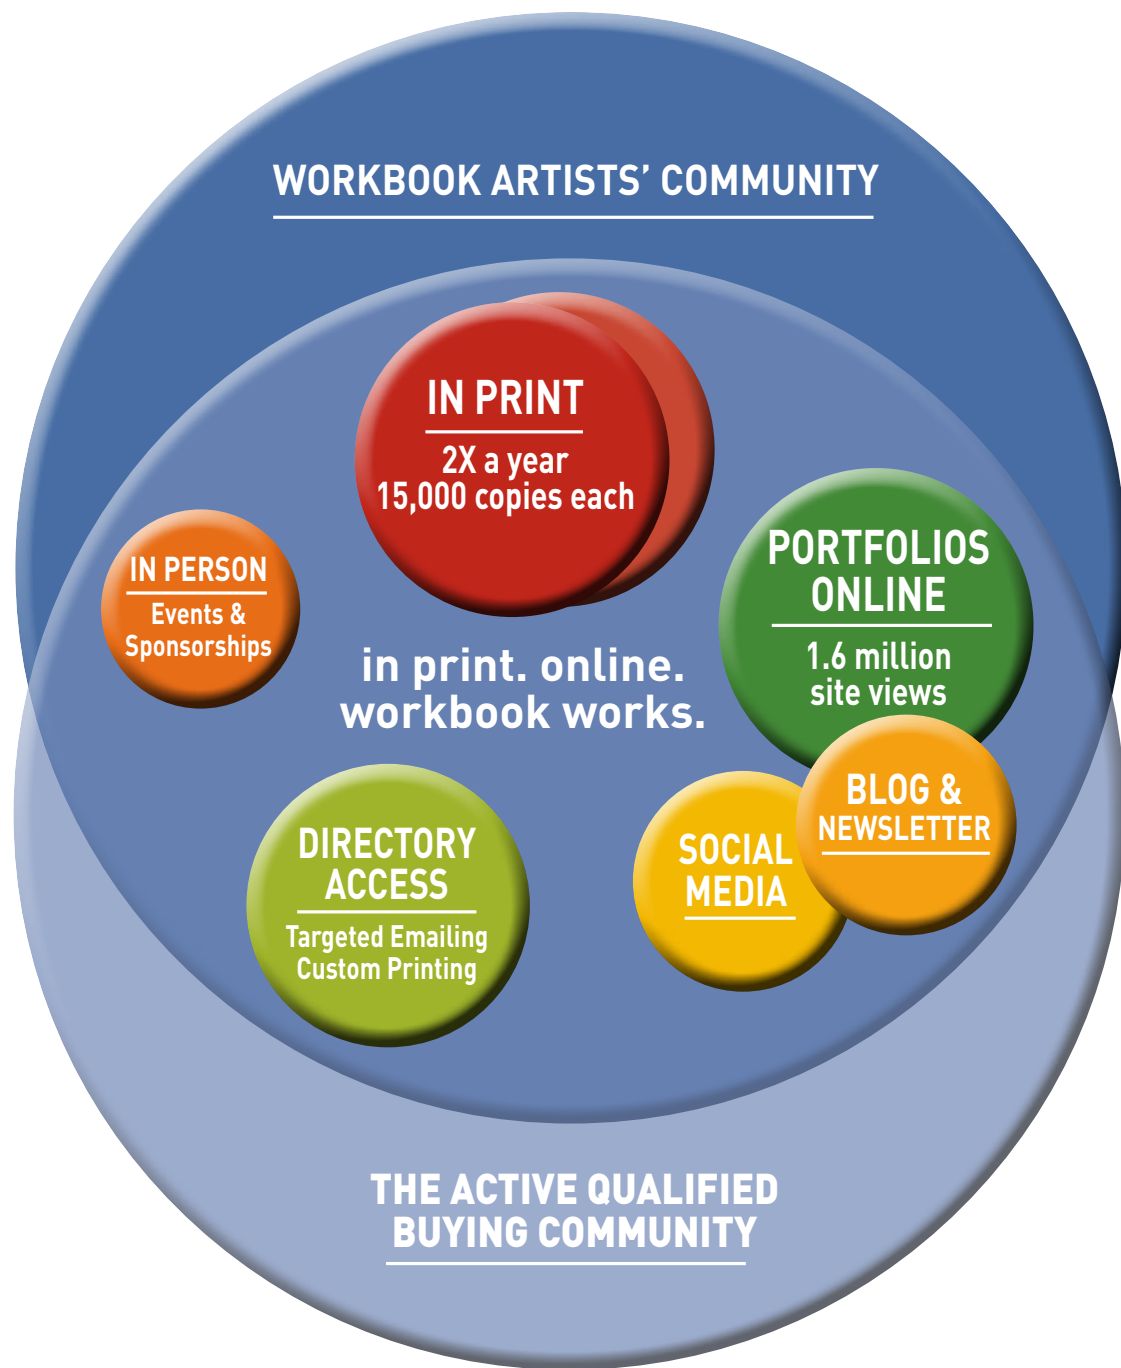 WORKBOOK ARTISTS’ COMMUNITY
IN PRINT
2X a year
15,000 copies each
IN PERSON
Events &
Sponsorships
PORTFOLIOS
ONLINE
1.6 million
site views
in print. online.
workbook works.
DIRECTORY
ACCESS
Targeted Emailing
Custom Printing
SOCIAL
MEDIA
BLOG &
NEWSLETTER
THE ACTIVE QUALIFIED
BUYING COMMUNITY